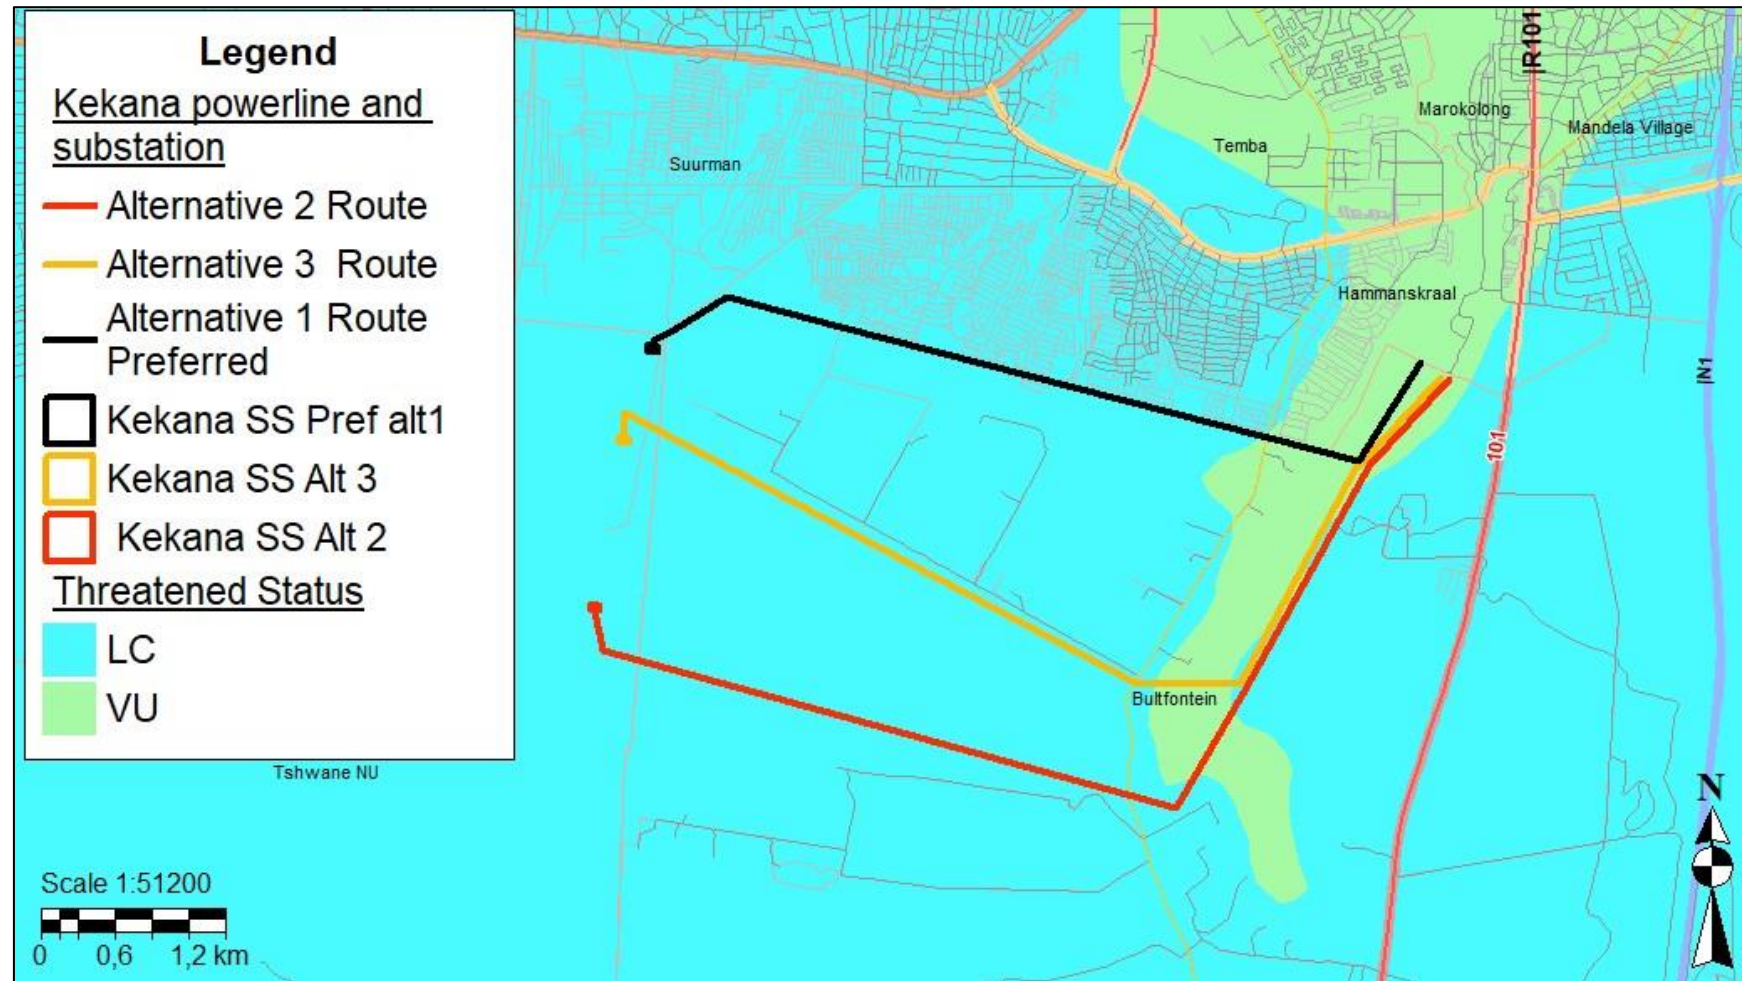 Legend
Kekana powerline and
substation
Alternative 2 Route
Alternative 3 Route
Alternative 1 Route
Preferred
Kekana SS Pref alt1
Kekana SS Alt 3
Kekana SS Alt 2
Threatened Status
LC
VU
Scale 1:51200
0 0,6 1,2 km
Suurman
Temba
Marokolong
Mandela Village
|R101
Hammanskraal
|N1
101
Bultfontein
Tshwane NU
N